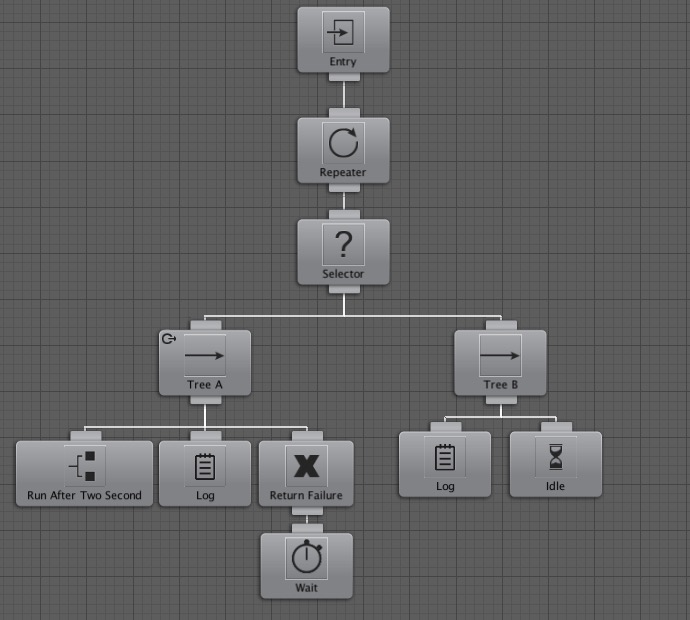 Entry
Repeater
?
Selector
Tree A
Tree B
Run After Two Second
Log
Return Failure
Log
Idle
Wait